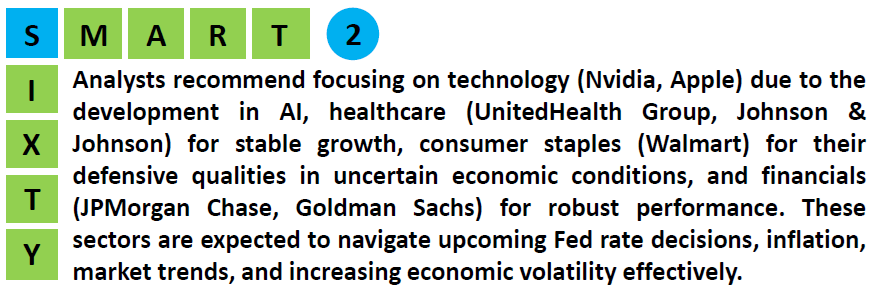 SMART 2
I
X
T
Y
Analysts recommend focusing on technology (Nvidia, Apple) due to the
development in AI, healthcare (UnitedHealth Group, Johnson &
Johnson) for stable growth, consumer staples (Walmart) for their
defensive qualities in uncertain economic conditions, and financials
(JPMorgan Chase, Goldman Sachs) for robust performance. These
sectors are expected to navigate upcoming Fed rate decisions, inflation,
market trends, and increasing economic volatility effectively.